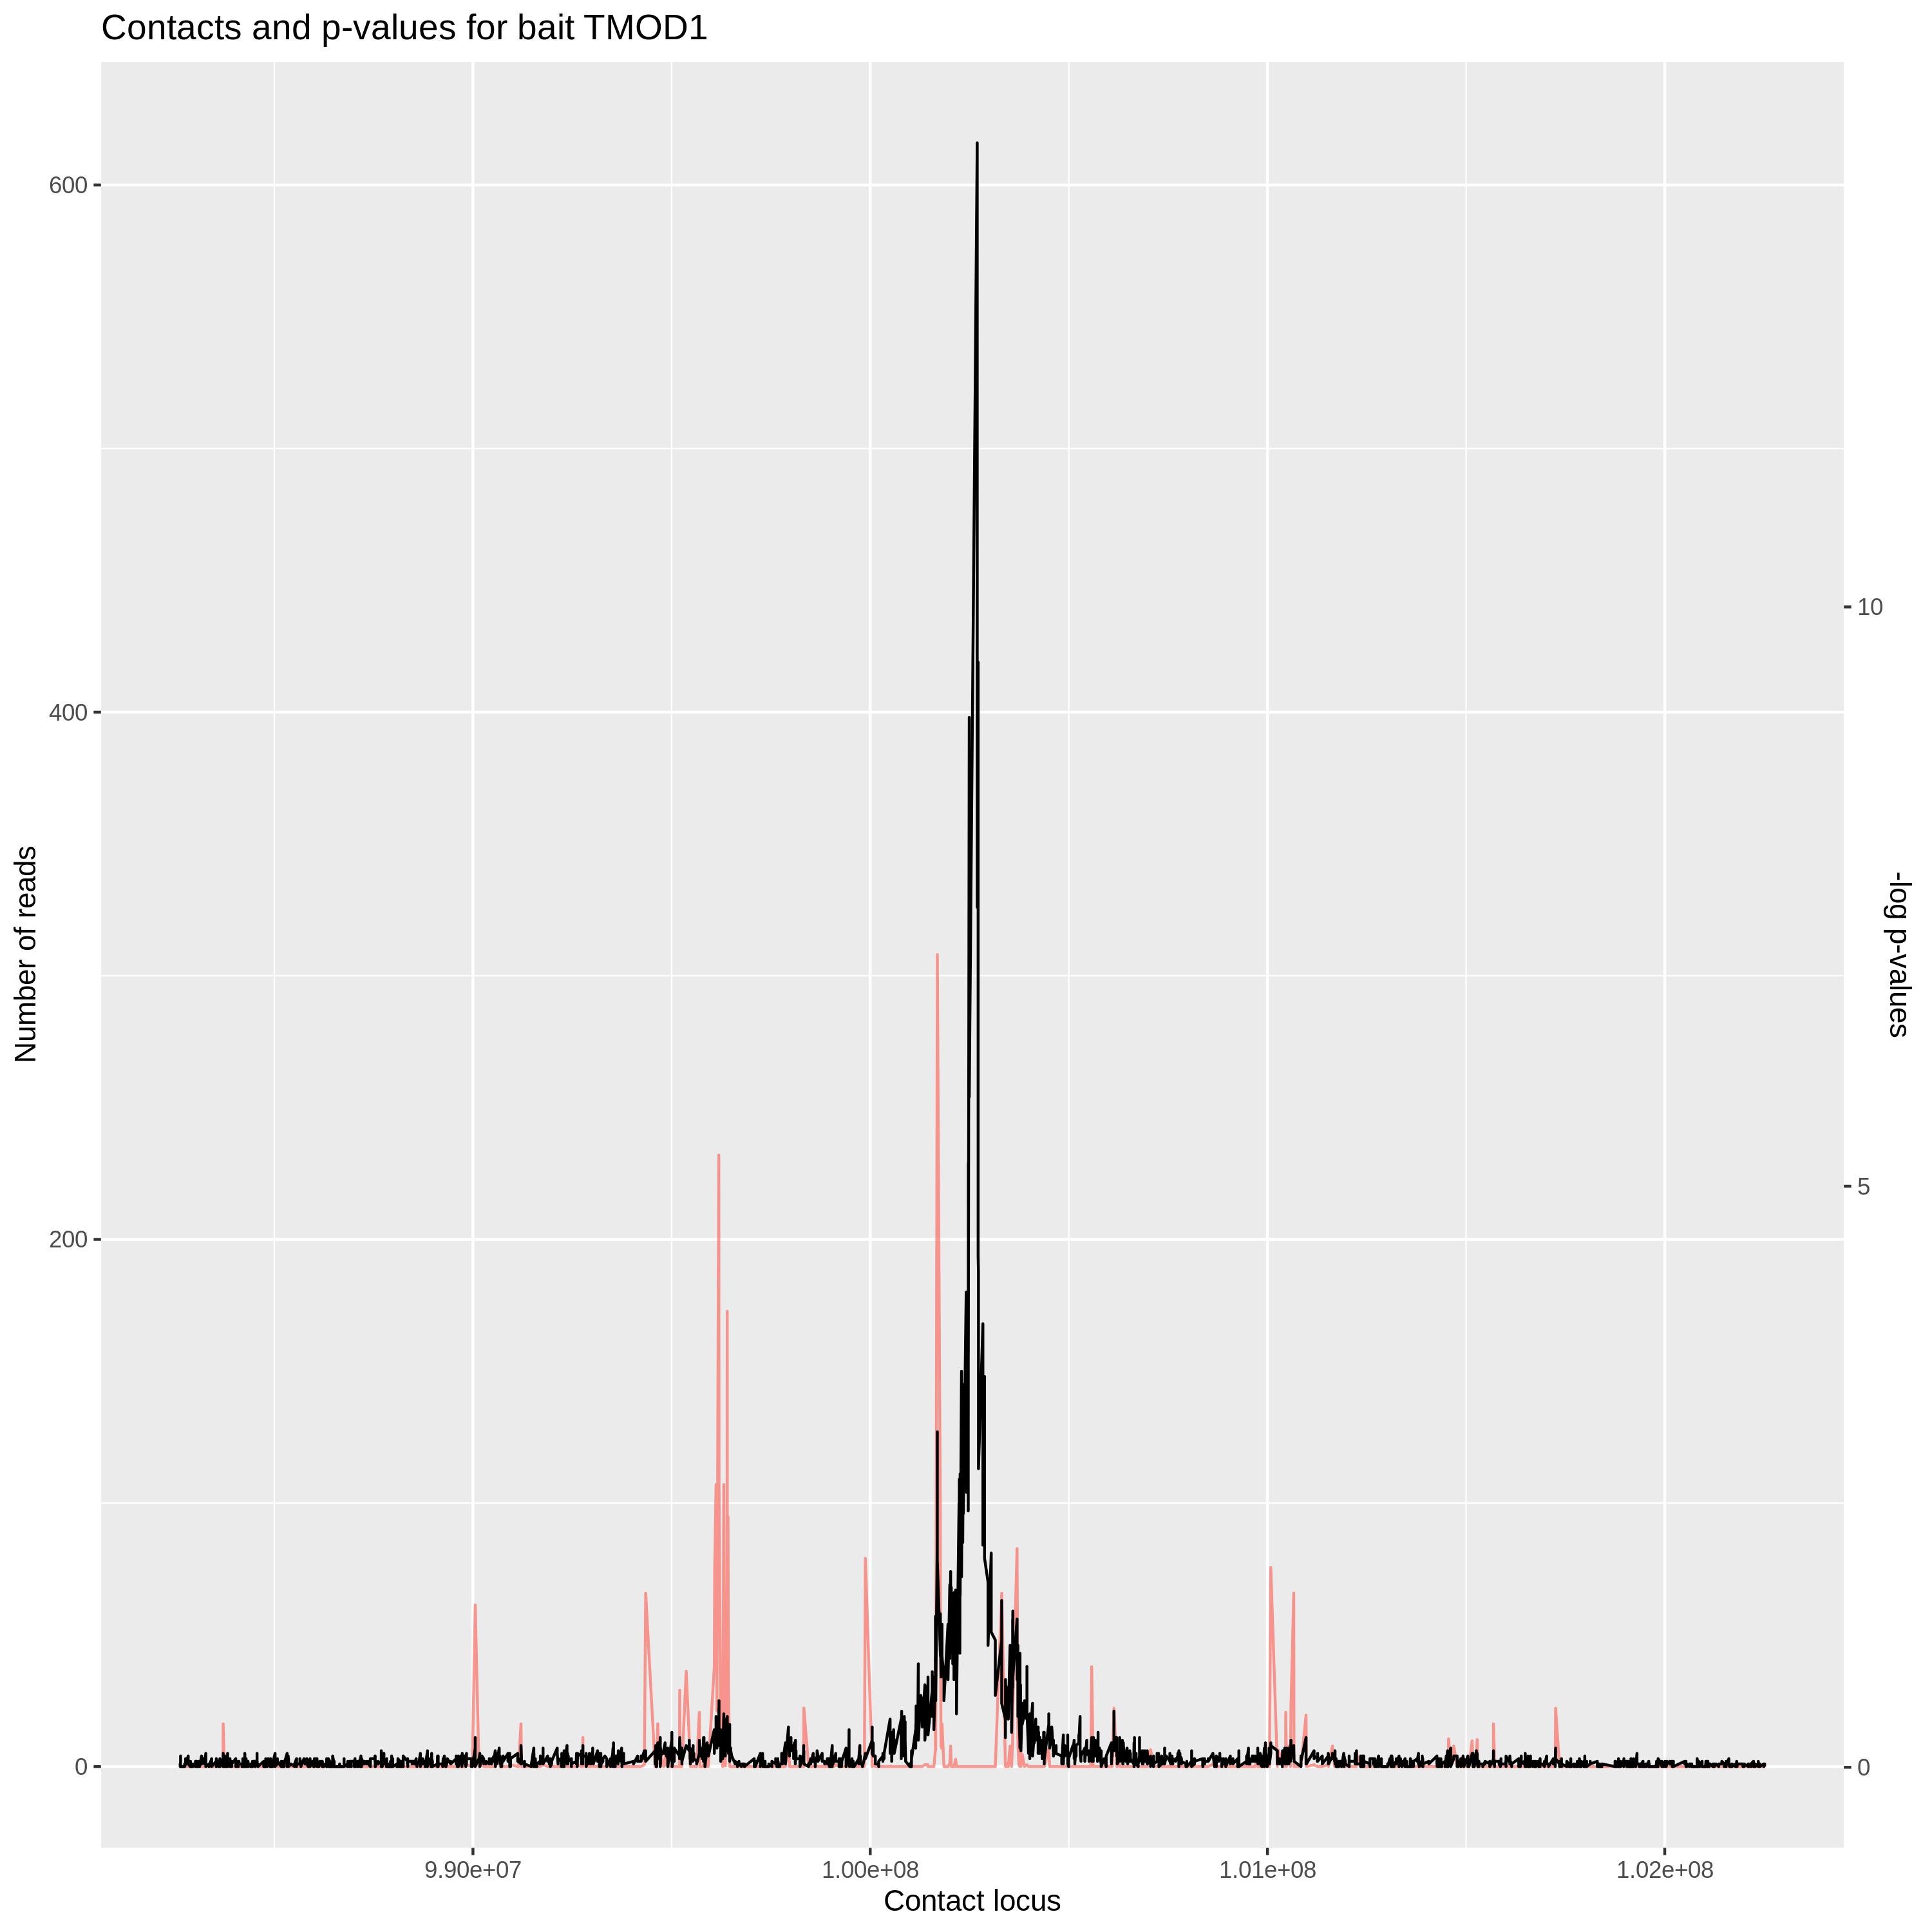 Contacts and p-values for bait TMOD1
Number of reads
600
400
200
0
10
5
0
-log p-values
9.90e+07
1.00e+08
1.01e+08
1.02e+08
Contact locus